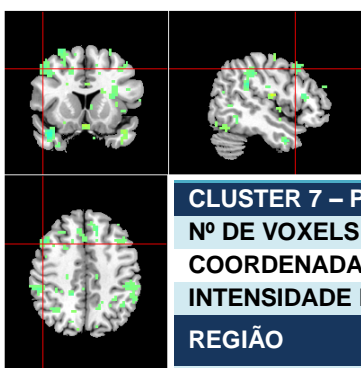 CLUSTER 7 – P
Nº DE VOXELS
COORDENADA
INTENSIDADE
REGIÃO